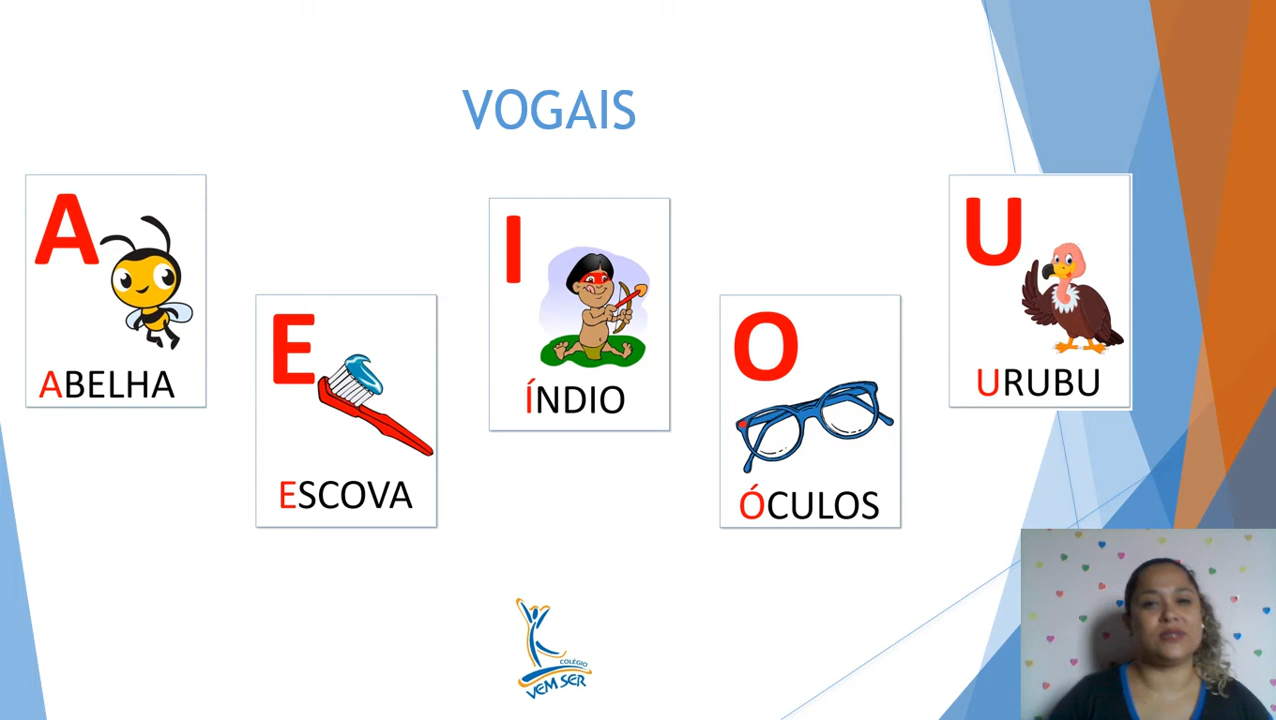 VOGAIS
A
ABELHA
E
ESCOVA
I
ÍNDIO
O
ÓCULOS
U
URUBU
COLÉGIO
VEM SER